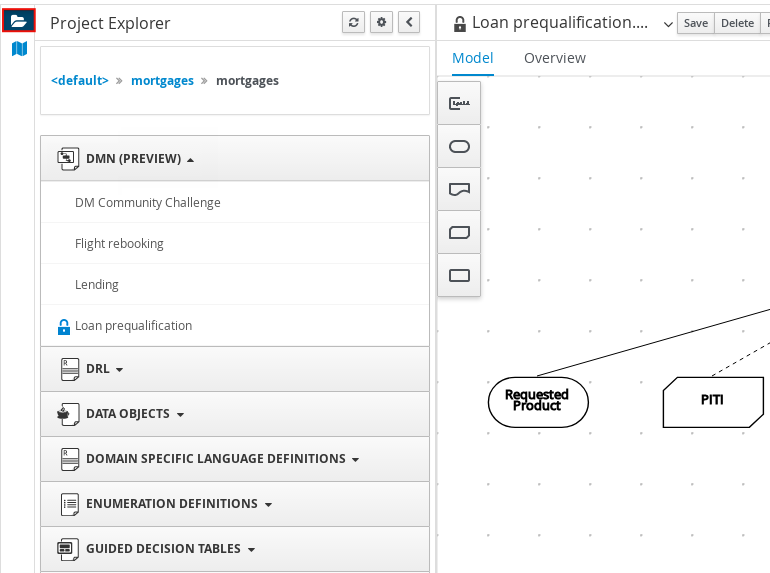 Project Explorer
<default> » mortgages » mortgages
DMN (PREVIEW)
DM Community Challenge
Flight rebooking
Lending
Loan prequalification
DRL
DATA OBJECTS
DOMAIN SPECIFIC LANGUAGE DEFINITIONS
ENUMERATION DEFINITIONS
GUIDED DECISION TABLES
Loan prequalification.... Save Delete
Model Overview
Requested
Product
PITI